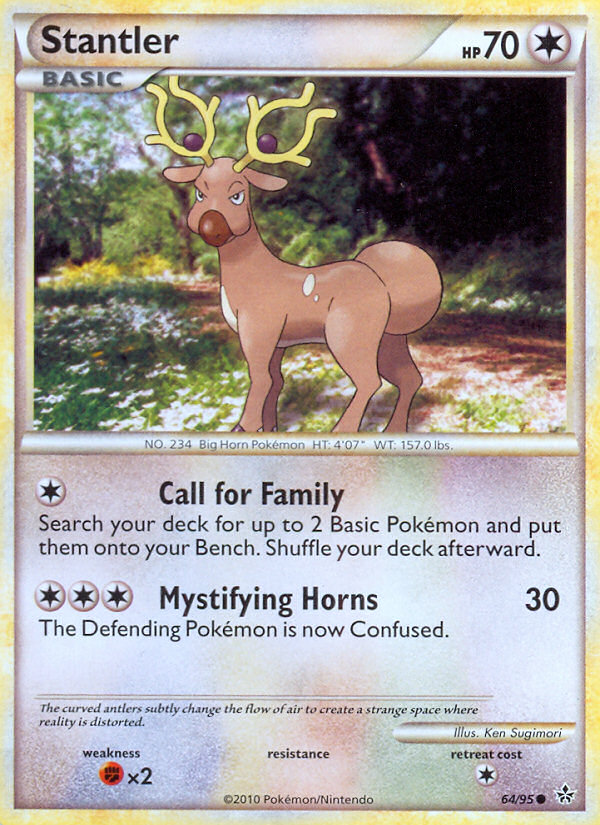 Stantler
HP 70
BASIC
NO. 234 Big Horn Pokémon HT: 4'07" WT: 157.0 lbs.
Call for Family
Search your deck for up to 2 Basic Pokémon and put
them onto your Bench. Shuffle your deck afterward.
Mystifying Horns 30
The Defending Pokémon is now Confused.
The curved antlers subtly change the flow of air to create a strange space where
reality is distorted.
Illus. Ken Sugimori
weakness resistance retreat cost
×2
©2010 Pokémon/Nintendo 64/95